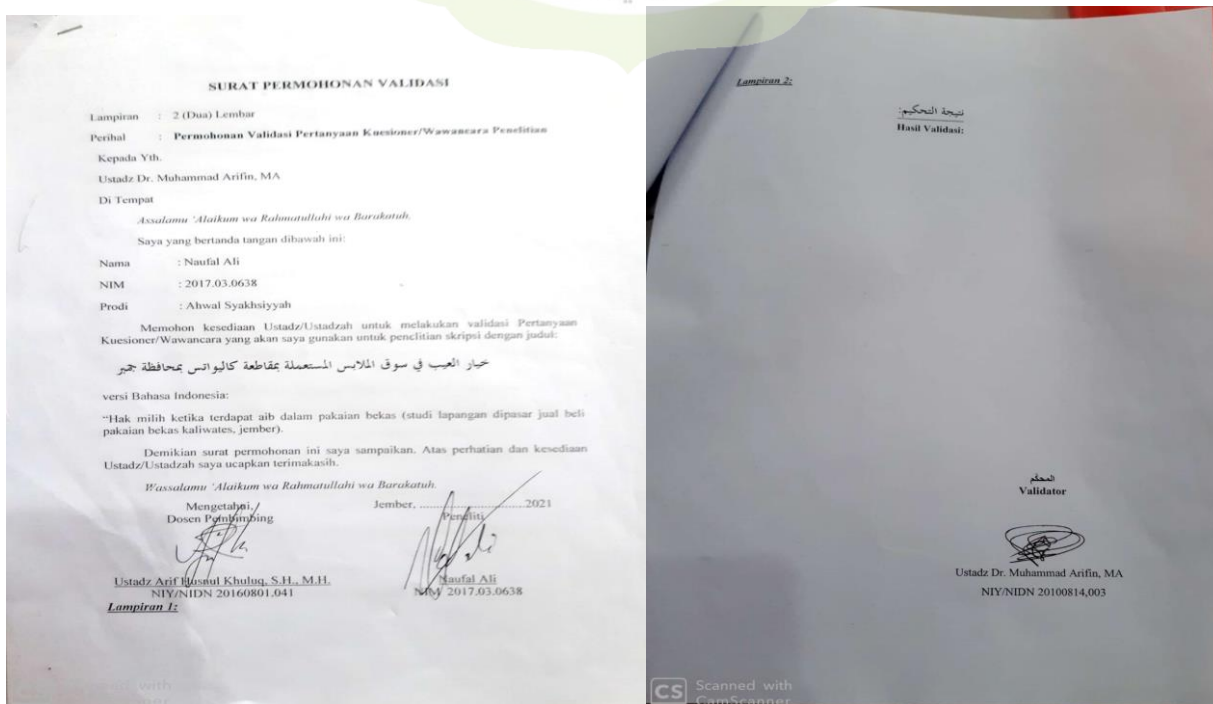 SURAT PERMOHONAN VALIDASI
Lampiran : 2 (Dua) Lembar
Perihal : Permohonan Validasi Pertanyaan Kuesioner/Wawancara Penelitian
Kepada Yth.
Ustadz Dr. Muhammad Arifin, MA
Di Tempat
Assalamu 'Alaikum wa Rahmatullahi wa Barakatuh.
Saya yang bertanda tangan dibawah ini:
Nama : Naufal Ali
NIM : 2017.03.0638
Prodi : Ahwal Syakhsiyyah
Memohon kesediaan Ustadz/Ustadzah untuk melakukan validasi Pertanyaan
Kuesioner/Wawancara yang akan saya gunakan untuk penelitian skripsi dengan judul:
خيار العيب في سوق الملابس المستعملة بمقاطعة كاليواتس بمحافظة جمبر
versi Bahasa Indonesia:
“Hak milih ketika terdapat aib dalam pakaian bekas (studi lapangan dipasar jual beli
pakaian bekas kaliwates, jember).
Demikian surat permohonan ini saya sampaikan. Atas perhatian dan kesediaan
Ustadz/Ustadzah saya ucapkan terimakasih.
Wassalamu 'Alaikum wa Rahmatullahi wa Barakatuh.
Mengetahui,
Dosen Pembimbing
Ustadz Arif Husnul Khuluq, S.H., M.H.
NIY/NIDN 20160801.041
Jember, ........................2021
Peneliti
Naufal Ali
NIM 2017.03.0638
Lampiran 1:
Lampiran 2:
نتيجة التحكيم:
Hasil Validasi:
المحكم
Validator
Ustadz Dr. Muhammad Arifin, MA
NIY/NIDN 20100814,003
CS Scanned with
CamScanner